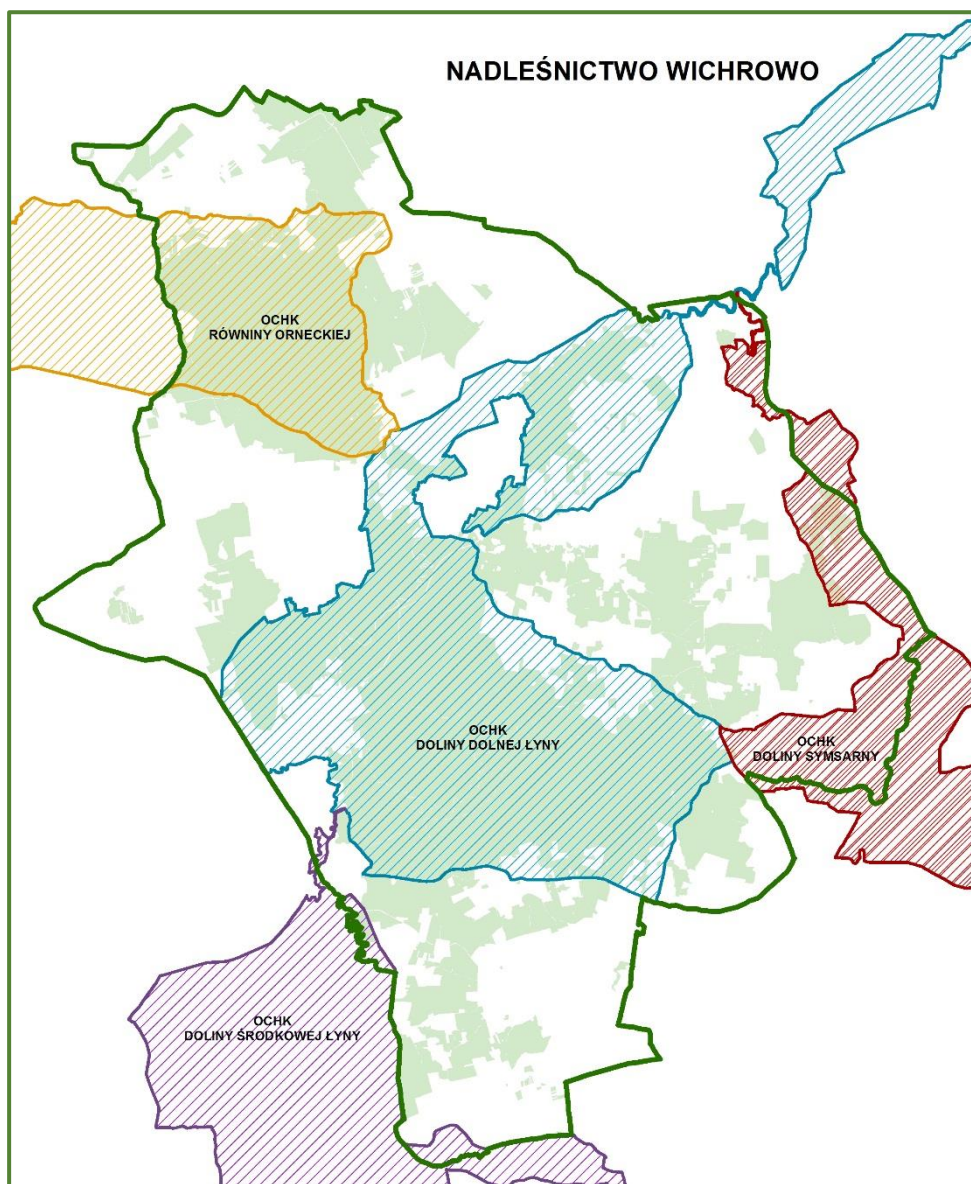 NADLEŚNICTWO WICHROWO
OCHK
RÓWNINY ORNECKIEJ
OCHK
DOLINY DOLNEJ ŁYNY
OCHK
DOLINY SYMSARNY
OCHK
DOLINY ŚRODKOWEJ ŁYNY